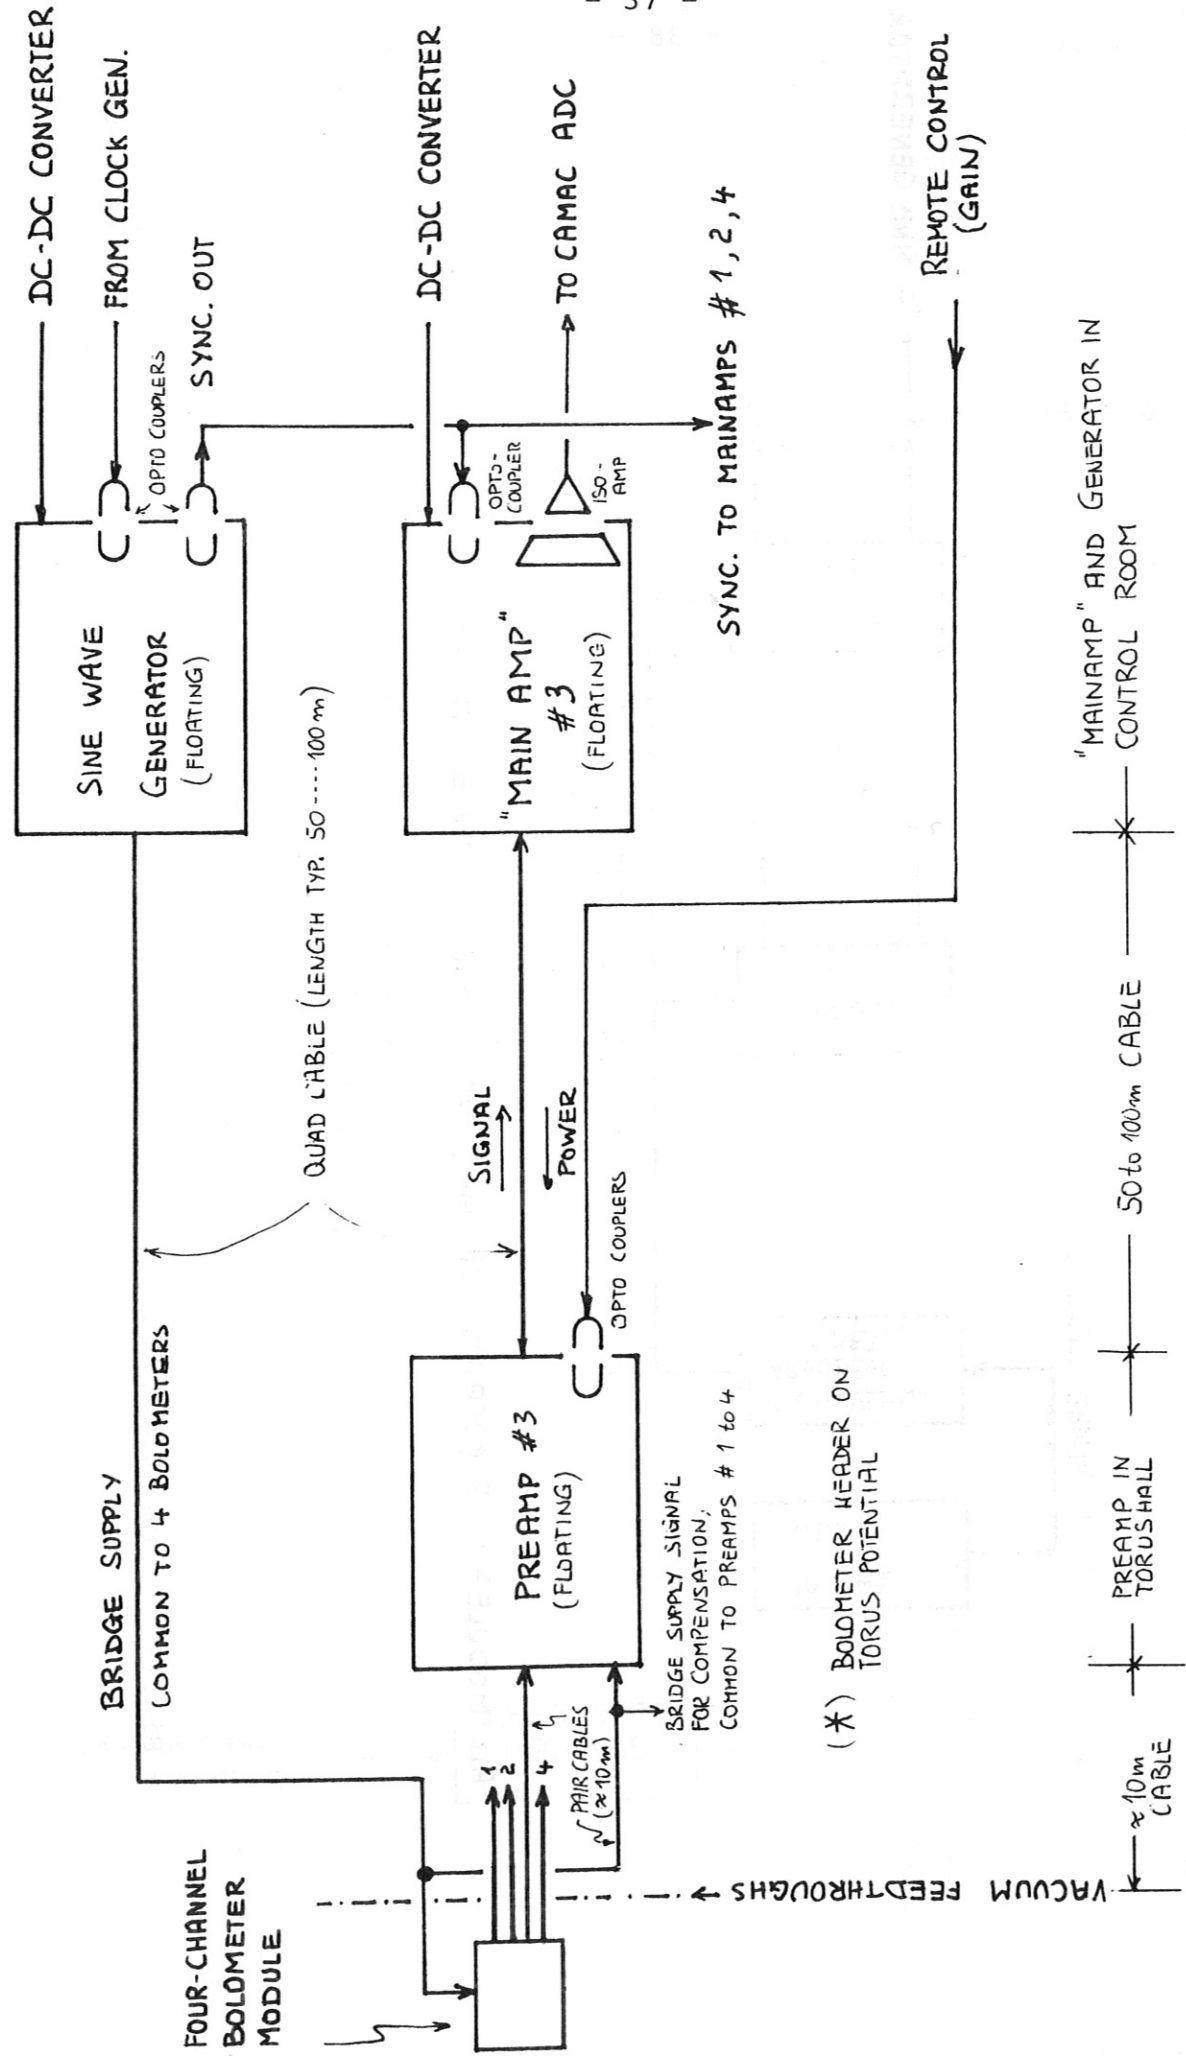 - 37 -
DC-DC CONVERTER
FROM CLOCK GEN.
OPTO COUPLERS
SYNC. OUT
SINE WAVE
GENERATOR
(FLOATING)
BRIDGE SUPPLY
COMMON TO 4 BOLOMETERS
QUAD CABLE (LENGTH TYP. 50-----100m)
FOUR-CHANNEL
BOLOMETER
MODULE
DC-DC CONVERTER
OPTO-
COUPLER
TO CAMAC ADC
ISO-
AMP
"MAIN AMP"
#3
(FLOATING)
SIGNAL
POWER
PREAMP #3
(FLOATING)
OPTO COUPLERS
1
2
4
PAIR CABLES
(≈10m)
SYNC. TO MAINAMPS #1,2,4
BRIDGE SUPPLY SIGNAL
FOR COMPENSATION,
COMMON TO PREAMPS #1 to 4
REMOTE CONTROL
(GAIN)
(*) BOLOMETER HEADER ON
TORUS POTENTIAL
VACUUM FEEDTHROUGHS
≈10m
CABLE
PREAMP IN
TORUSHALL
50 to 100m CABLE
"MAINAMP" AND GENERATOR IN
CONTROL ROOM